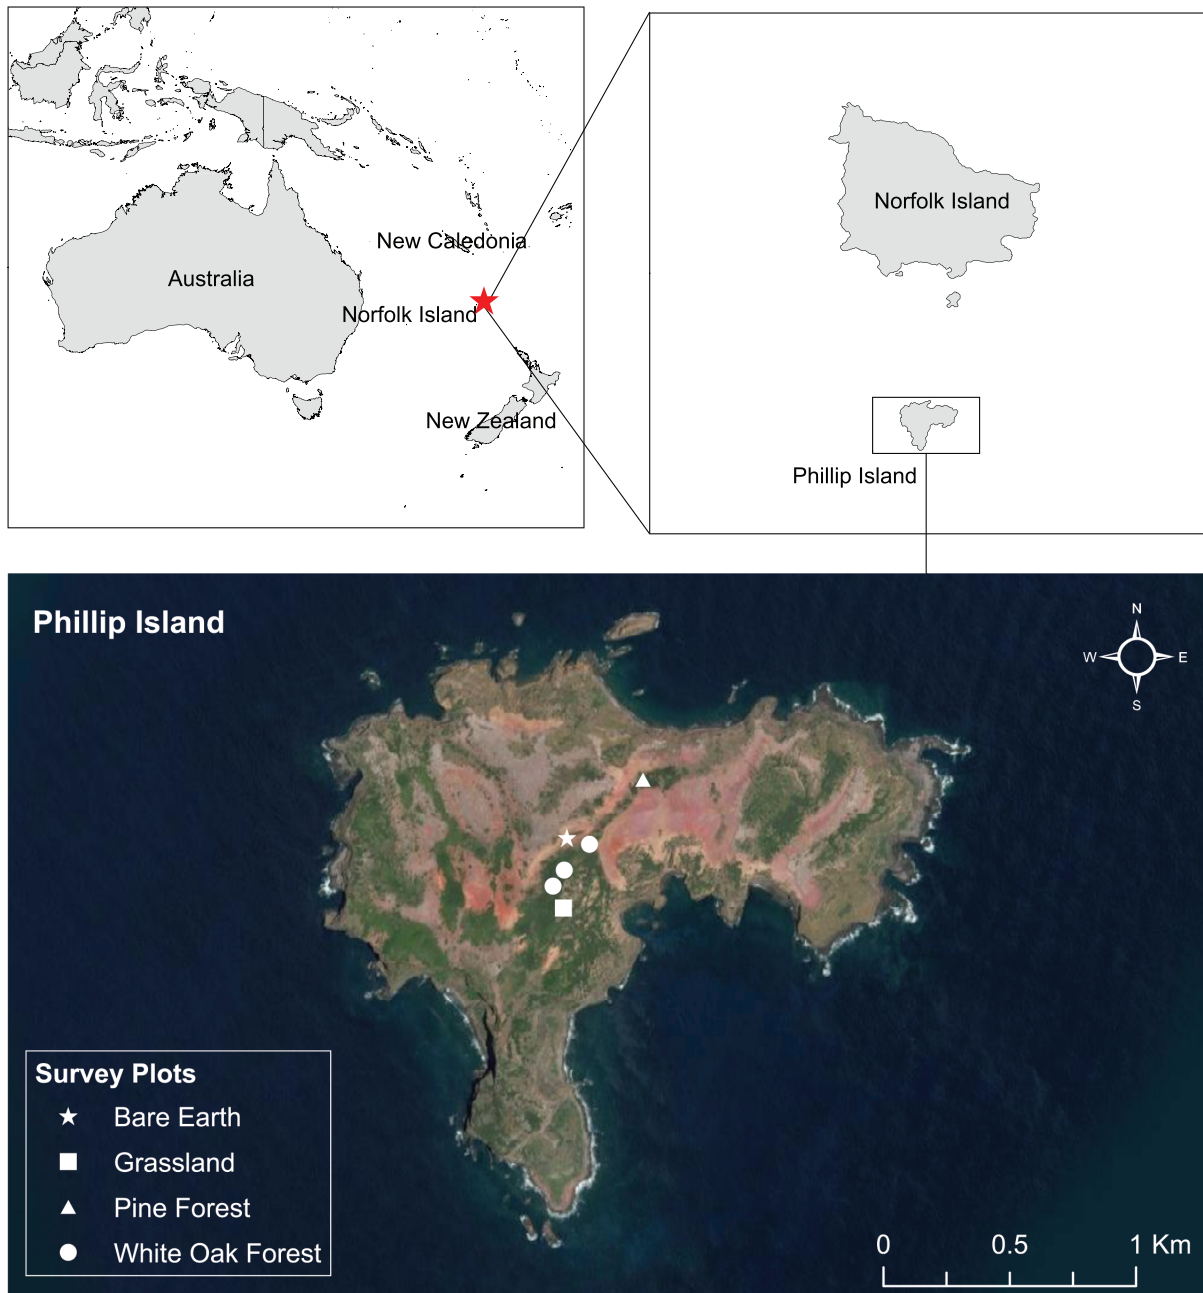 New Caledonia
Australia
Norfolk Island
New Zealand
Norfolk Island
Phillip Island
Phillip Island
N
W E
S
Survey Plots
Bare Earth
Grassland
Pine Forest
White Oak Forest
0 0.5 1 Km